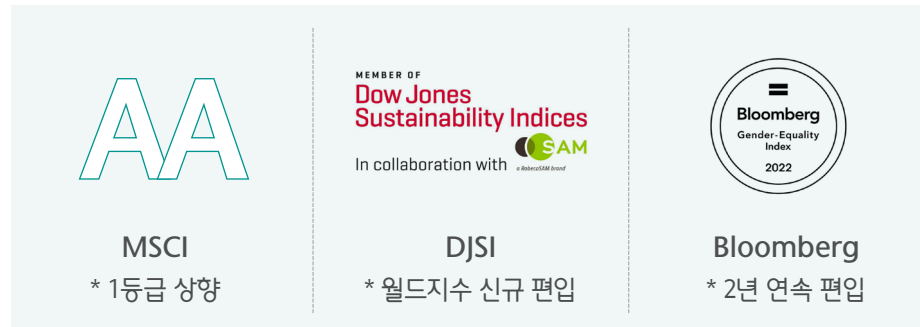 AA
MSCI
* 1등급 상향
MEMBER OF
Dow Jones
Sustainability Indices
In collaboration with
SAM
a RobecoSAM brand
DJSI
* 월드지수 신규 편입
Bloomberg
Gender-Equality
Index
2022
Bloomberg
* 2년 연속 편입